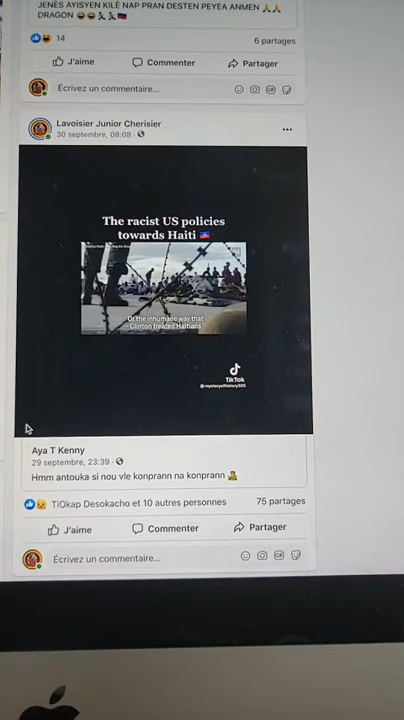 JENÈS AYISYEN KILÈ NAP PRAN DESTEN PEYEA ANMEN 🙏🙏
DRAGON
14
6 partages
J'aime
Commenter
Partager
Écrivez un commentaire...
Lavoisier Junior Cherisier
30 septembre, 08:08 ·
The racist US policies
towards Haiti 🇭🇹
Or the inhumane way that
Clinton treated Haitians
TikTok
@mysteryofhistory305
Aya T Kenny
29 septembre, 23:39 ·
Hmm antouka si nou vle konprann na konprann
TiOkap Desokacho et 10 autres personnes
75 partages
J'aime
Commenter
Partager
Écrivez un commentaire...